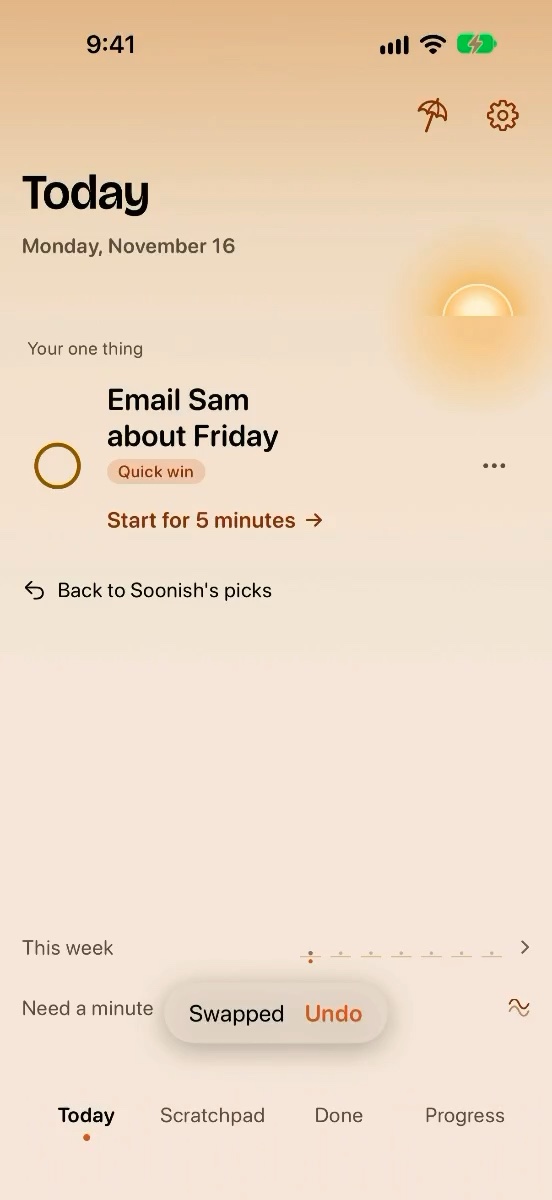 9:41
Today
Monday, November 16
Your one thing
Email Sam
about Friday
Quick win
Start for 5 minutes →
Back to Soonish's picks
This week
Need a minute
Swapped Undo
Today Scratchpad Done Progress